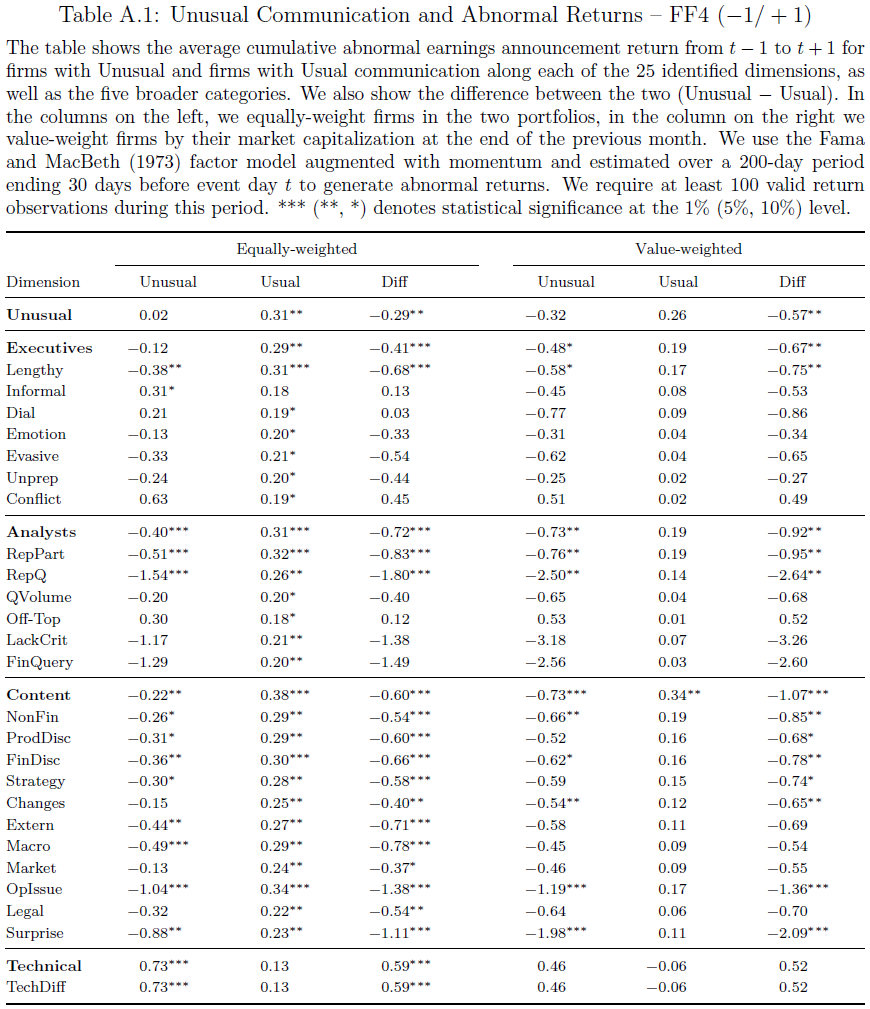 Table A.1: Unusual Communication and Abnormal Returns – FF4 (−1/ + 1)
The table shows the average cumulative abnormal earnings announcement return from t − 1 to t + 1 for
firms with Unusual and firms with Usual communication along each of the 25 identified dimensions, as
well as the five broader categories. We also show the difference between the two (Unusual − Usual). In
the columns on the left, we equally-weight firms in the two portfolios, in the column on the right we
value-weight firms by their market capitalization at the end of the previous month. We use the Fama
and MacBeth (1973) factor model augmented with momentum and estimated over a 200-day period
ending 30 days before event day t to generate abnormal returns. We require at least 100 valid return
observations during this period. *** (**, *) denotes statistical significance at the 1% (5%, 10%) level.
Equally-weighted Value-weighted
Dimension Unusual Usual Diff Unusual Usual Diff
Unusual 0.02 0.31** −0.29** −0.32 0.26 −0.57**
Executives −0.12 0.29** −0.41*** −0.48* 0.19 −0.67**
Lengthy −0.38** 0.31*** −0.68*** −0.58* 0.17 −0.75**
Informal 0.31* 0.18 0.13 −0.45 0.08 −0.53
Dial 0.21 0.19* 0.03 −0.77 0.09 −0.86
Emotion −0.13 0.20* −0.33 −0.31 0.04 −0.34
Evasive −0.33 0.21* −0.54 −0.62 0.04 −0.65
Unprep −0.24 0.20* −0.44 −0.25 0.02 −0.27
Conflict 0.63 0.19* 0.45 0.51 0.02 0.49
Analysts −0.40*** 0.31*** −0.72*** −0.73** 0.19 −0.92**
RepPart −0.51*** 0.32*** −0.83*** −0.76** 0.19 −0.95**
RepQ −1.54*** 0.26** −1.80*** −2.50** 0.14 −2.64**
QVolume −0.20 0.20* −0.40 −0.65 0.04 −0.68
Off-Top 0.30 0.18* 0.12 0.53 0.01 0.52
LackCrit −1.17 0.21** −1.38 −3.18 0.07 −3.26
FinQuery −1.29 0.20** −1.49 −2.56 0.03 −2.60
Content −0.22** 0.38*** −0.60*** −0.73*** 0.34** −1.07***
NonFin −0.26* 0.29** −0.54*** −0.66** 0.19 −0.85**
ProdDisc −0.31* 0.29** −0.60*** −0.52 0.16 −0.68*
FinDisc −0.36** 0.30*** −0.66*** −0.62* 0.16 −0.78**
Strategy −0.30* 0.28** −0.58*** −0.59 0.15 −0.74*
Changes −0.15 0.25** −0.40** −0.54** 0.12 −0.65**
Extern −0.44** 0.27** −0.71*** −0.58 0.11 −0.69
Macro −0.49*** 0.29** −0.78*** −0.45 0.09 −0.54
Market −0.13 0.24** −0.37* −0.46 0.09 −0.55
OpIssue −1.04*** 0.34*** −1.38*** −1.19*** 0.17 −1.36***
Legal −0.32 0.22** −0.54** −0.64 0.06 −0.70
Surprise −0.88** 0.23** −1.11*** −1.98*** 0.11 −2.09***
Technical 0.73*** 0.13 0.59*** 0.46 −0.06 0.52
TechDiff 0.73*** 0.13 0.59*** 0.46 −0.06 0.52